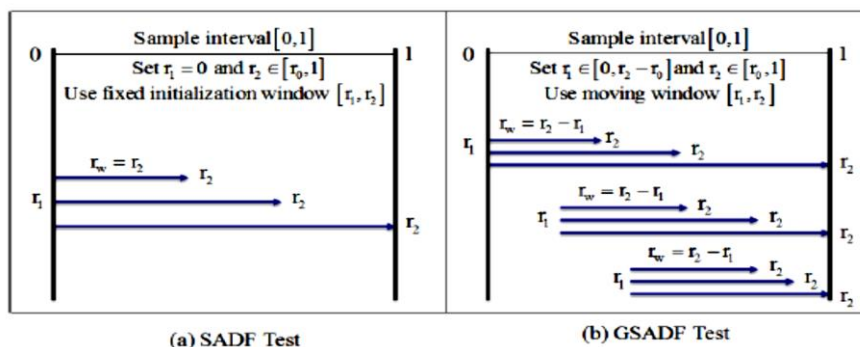 0 Sample interval[0,1] 1
Set r₁ = 0 and r₂ ∈ [r₀,1]
Use fixed initialization window [r₁, r₂]
r_w = r₂
r₂
r₁ r₂
r₂
(a) SADF Test
0 Sample interval[0,1] 1
Set r₁ ∈ [0, r₂ − r₀] and r₂ ∈ [r₀,1]
Use moving window [r₁, r₂]
r_w = r₂ − r₁
r₂
r₁ r₂
r₂
r_w = r₂ − r₁
r₂
r₁ r₂
r₂
r_w = r₂ − r₁
r₂
r₁ r₂
r₂
(b) GSADF Test